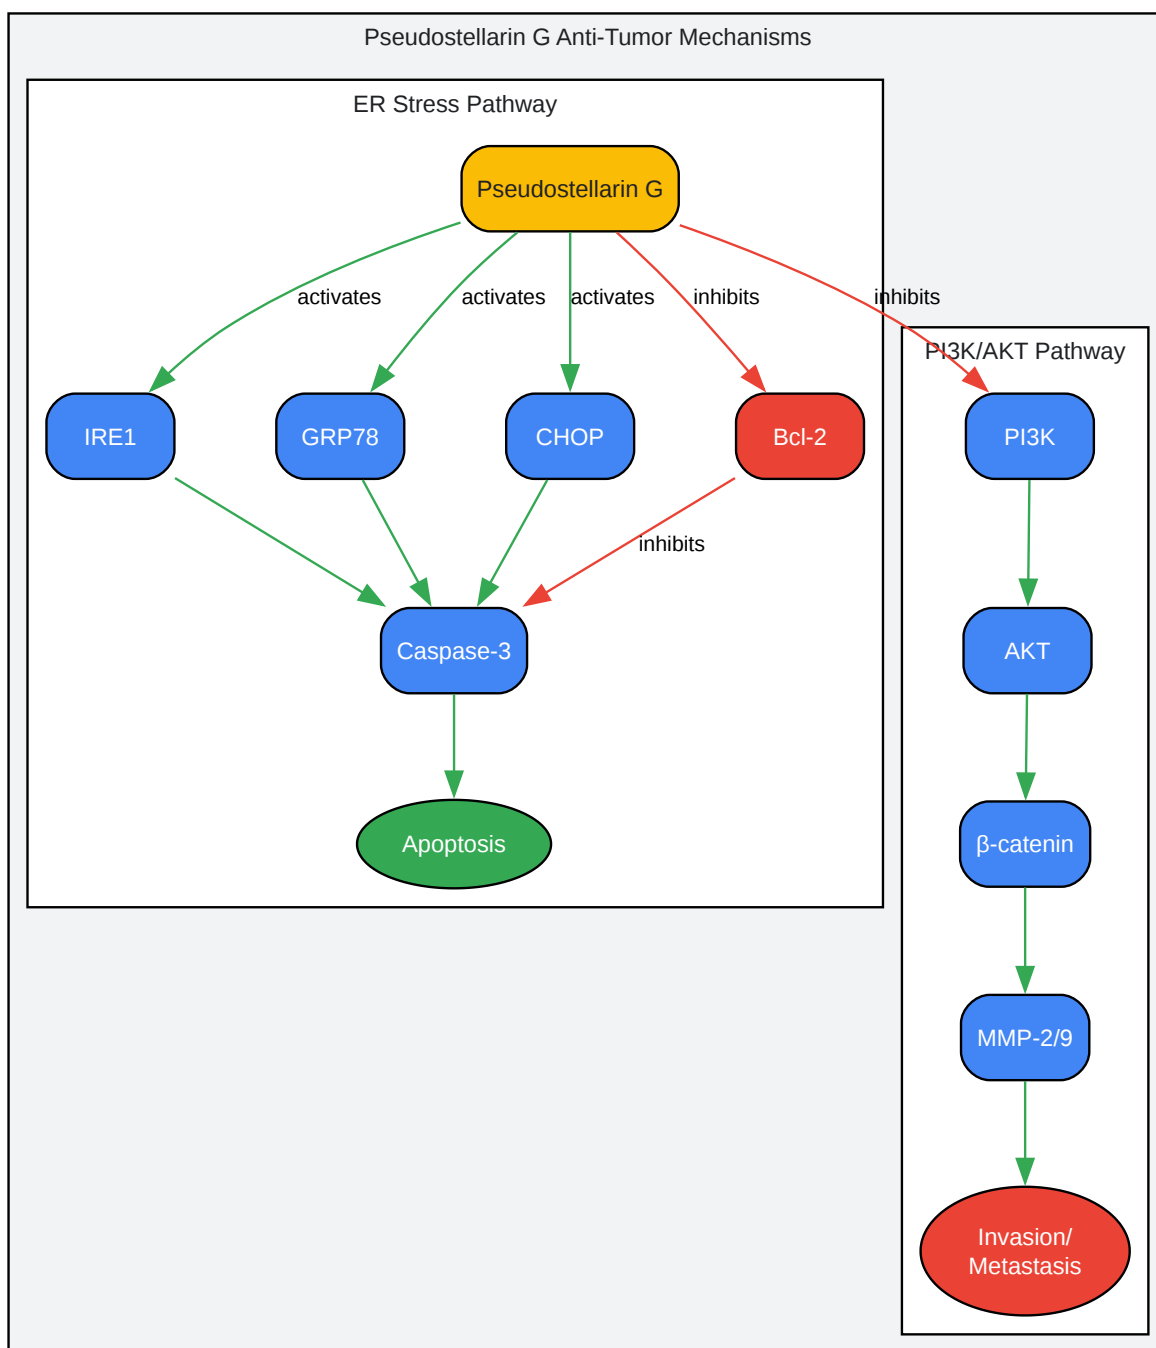 Pseudostellarin G Anti-Tumor Mechanisms
ER Stress Pathway
Pseudostellarin G
activates
activates
activates
inhibits
inhibits
PI3K/AKT Pathway
IRE1
GRP78
CHOP
Bcl-2
PI3K
inhibits
Caspase-3
AKT
Apoptosis
β-catenin
MMP-2/9
Invasion/
Metastasis